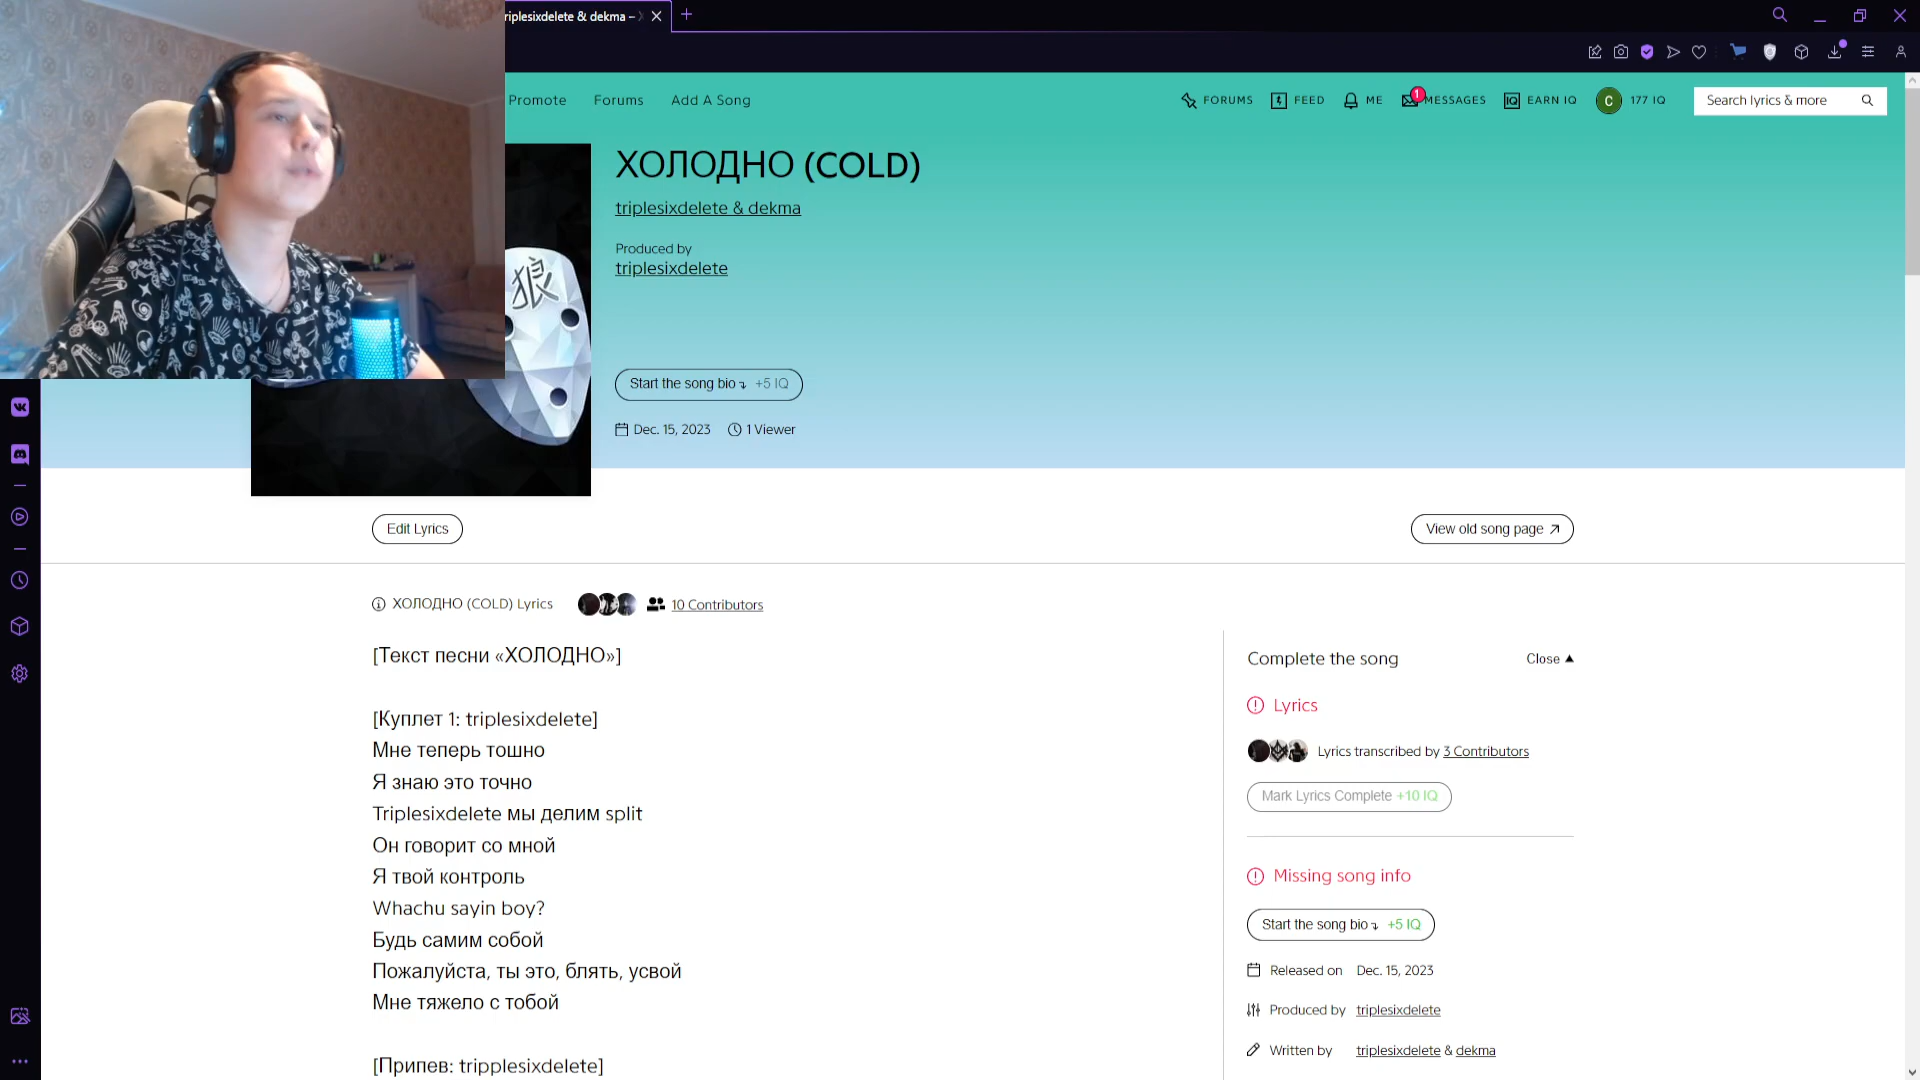 riplesixdelete & dekma –
Promote
Forums
Add A Song
FORUMS
FEED
ME
1
MESSAGES
IQ
EARN IQ
C
177 IQ
Search lyrics & more
ХОЛОДНО (COLD)
triplesixdelete & dekma
Produced by
triplesixdelete
狼
Start the song bio +5 IQ
Dec. 15, 2023
1 Viewer
Edit Lyrics
View old song page
ХОЛОДНО (COLD) Lyrics
10 Contributors
[Текст песни «ХОЛОДНО»]
[Куплет 1: triplesixdelete]
Мне теперь тошно
Я знаю это точно
Triplesixdelete мы делим split
Он говорит со мной
Я твой контроль
Whachu sayin boy?
Будь самим собой
Пожалуйста, ты это, блять, усвой
Мне тяжело с тобой
[Припев: tripplesixdelete]
Complete the song
Close
Lyrics
Lyrics transcribed by 3 Contributors
Mark Lyrics Complete +10 IQ
Missing song info
Start the song bio +5 IQ
Released on Dec. 15, 2023
Produced by triplesixdelete
Written by triplesixdelete & dekma